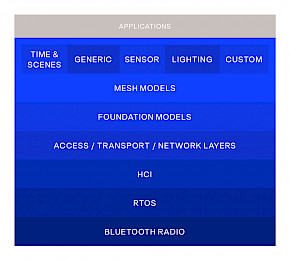 APPLICATIONS
TIME &
SCENES
GENERIC
SENSOR
LIGHTING
CUSTOM
MESH MODELS
FOUNDATION MODELS
ACCESS / TRANSPORT / NETWORK LAYERS
HCI
RTOS
BLUETOOTH RADIO